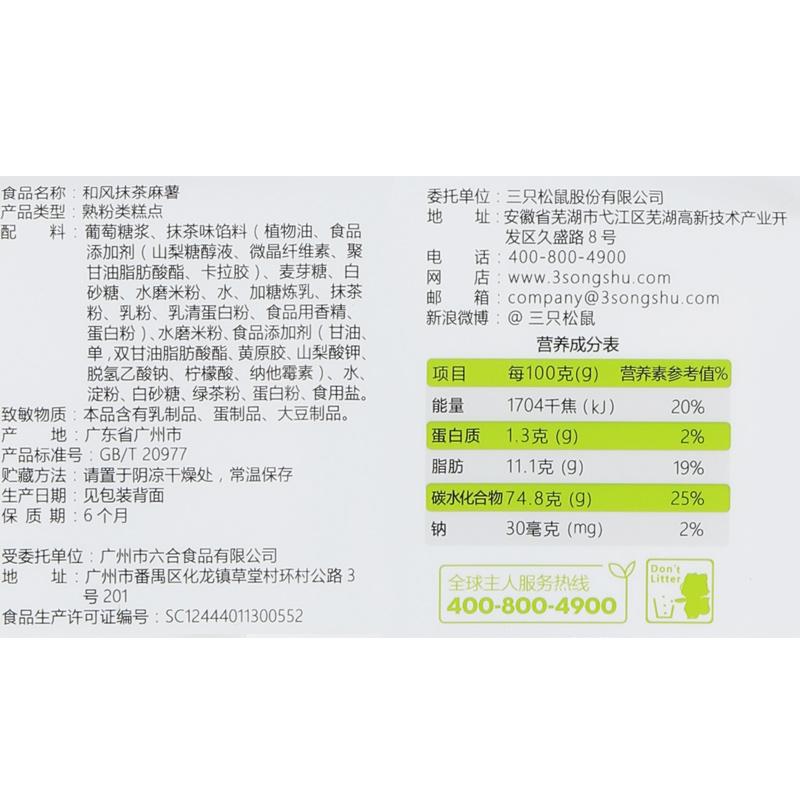 食品名称：和风抹茶麻薯
产品类型：熟粉类糕点
配 料：葡萄糖浆、抹茶味馅料（植物油、食品
添加剂（山梨糖醇液、微晶纤维素、聚
甘油脂肪酸酯、卡拉胶）、麦芽糖、白
砂糖、水磨米粉、水、加糖炼乳、抹茶
粉、乳粉、乳清蛋白粉、食品用香精、
蛋白粉）、水磨米粉、食品添加剂（甘油、
单，双甘油脂肪酸酯、黄原胶、山梨酸钾、
脱氢乙酸钠、柠檬酸、纳他霉素）、水、
淀粉、白砂糖、绿茶粉、蛋白粉、食用盐。
致敏物质：本品含有乳制品、蛋制品、大豆制品。
产 地：广东省广州市
产品标准号：GB/T 20977
贮藏方法：请置于阴凉干燥处，常温保存
生产日期：见包装背面
保 质 期：6个月
受委托单位：广州市六合食品有限公司
地 址：广州市番禺区化龙镇草堂村环村公路3
号201
食品生产许可证编号：SC12444011300552
委托单位：三只松鼠股份有限公司
地 址：安徽省芜湖市弋江区芜湖高新技术产业开
发区久盛路8号
电 话：400-800-4900
网 店：www.3songshu.com
邮 箱：company@3songshu.com
新浪微博：@三只松鼠
营养成分表
项目 每100克(g) 营养素参考值%
能量 1704千焦（kJ） 20%
蛋白质 1.3克 (g) 2%
脂肪 11.1克 (g) 19%
碳水化合物 74.8克 (g) 25%
钠 30毫克 (mg) 2%
全球主人服务热线
400-800-4900
Don't
Litter